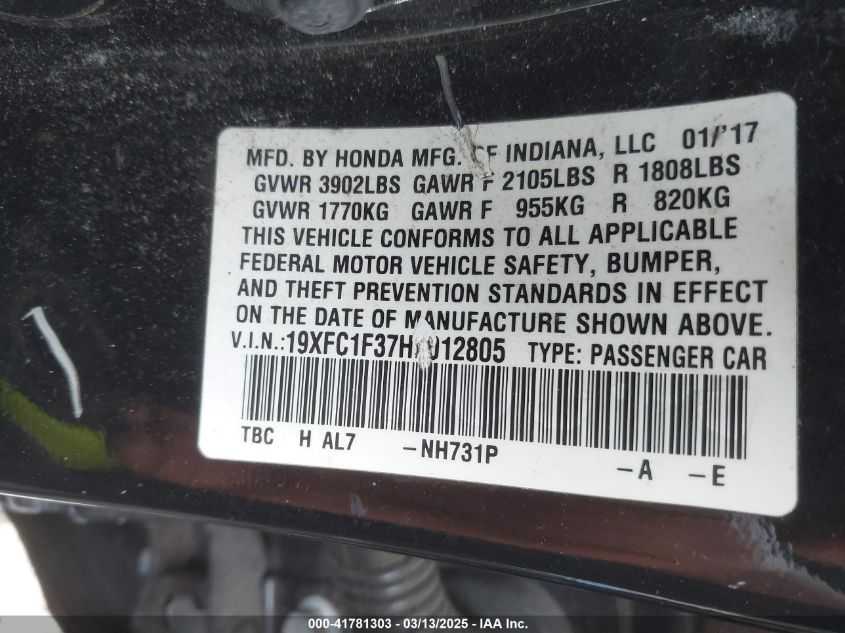 MFD. BY HONDA MFG. OF INDIANA, LLC 01/'17
GVWR 3902LBS GAWR F 2105LBS R 1808LBS
GVWR 1770KG GAWR F 955KG R 820KG
THIS VEHICLE CONFORMS TO ALL APPLICABLE
FEDERAL MOTOR VEHICLE SAFETY, BUMPER,
AND THEFT PREVENTION STANDARDS IN EFFECT
ON THE DATE OF MANUFACTURE SHOWN ABOVE.
V.I.N.: TYPE: PASSENGER CAR
TBC H AL7 -NH731P -A -E
000-41781303 - 03/13/2025 - IAA Inc.